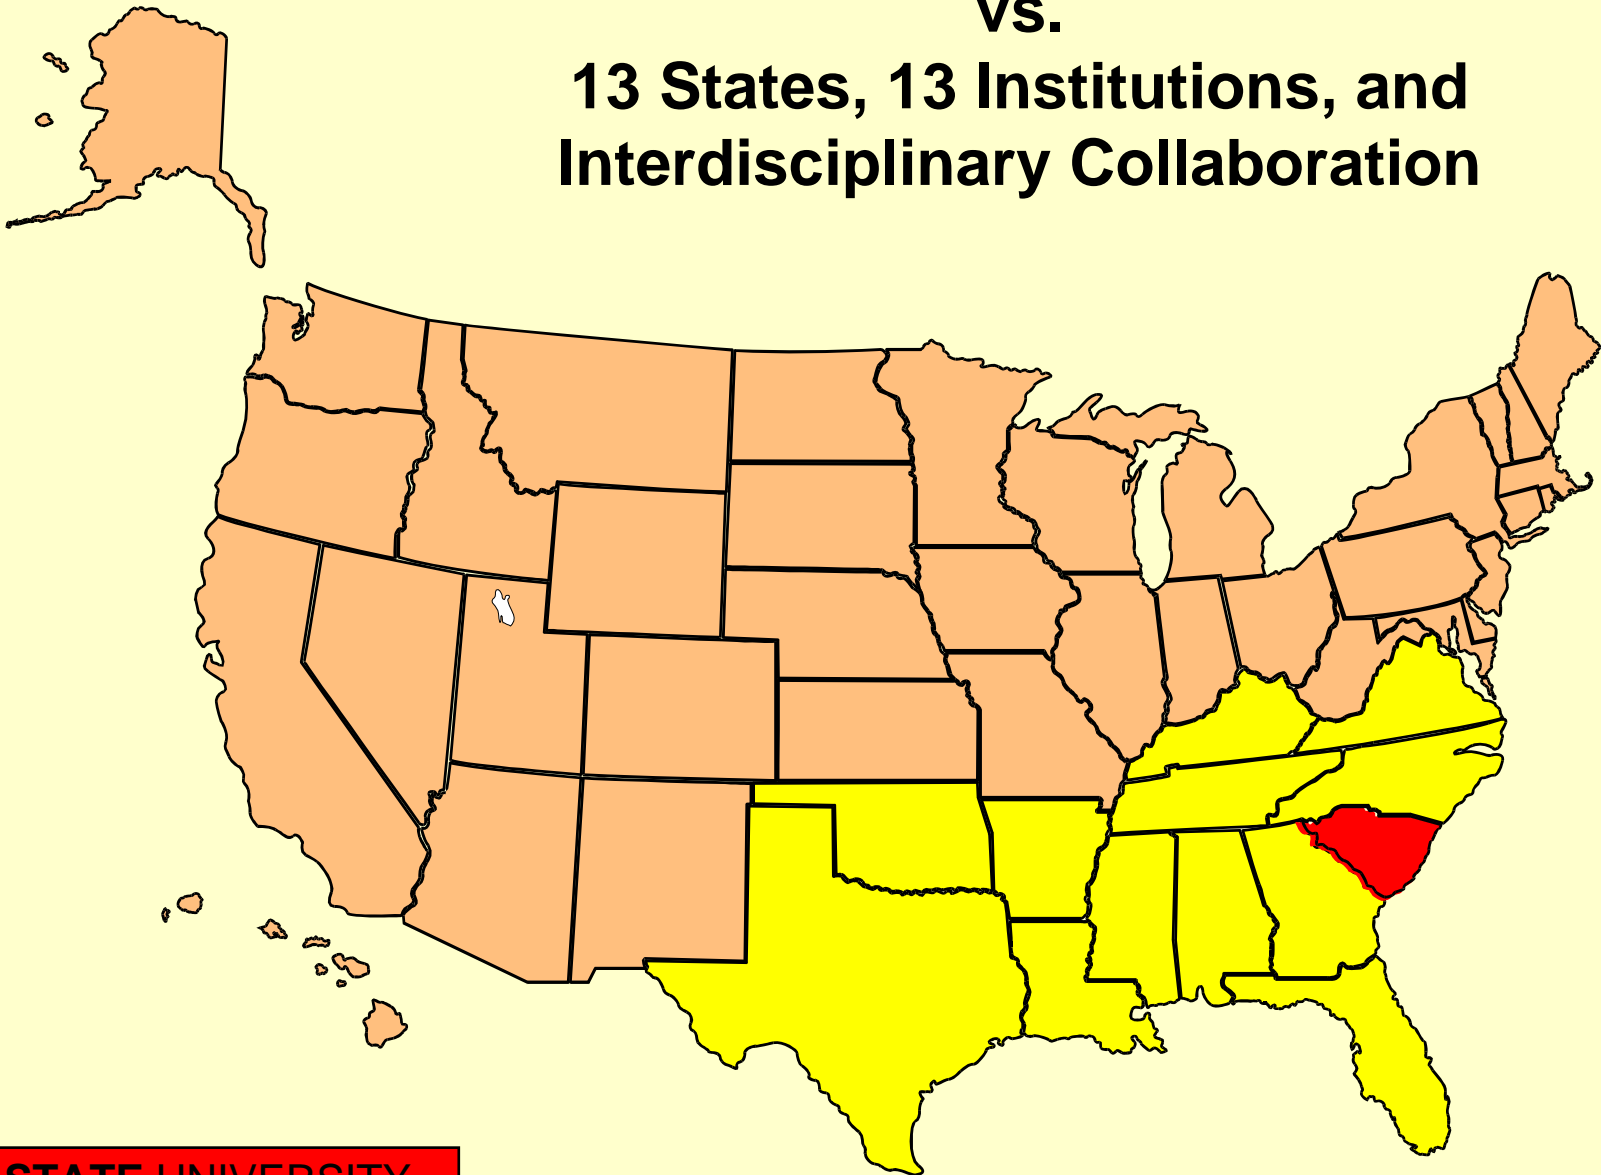 vs.
13 States, 13 Institutions, and
Interdisciplinary Collaboration
STATE UNIVERSITY